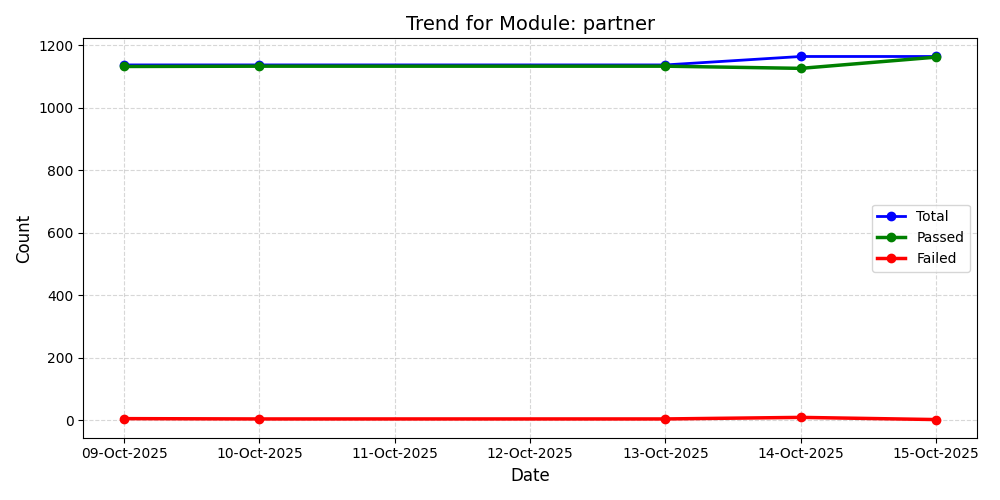 Trend for Module: partner
1200
1000
800
600
400
200
0
Count
Total
Passed
Failed
09-Oct-2025 10-Oct-2025 11-Oct-2025 12-Oct-2025 13-Oct-2025 14-Oct-2025 15-Oct-2025
Date